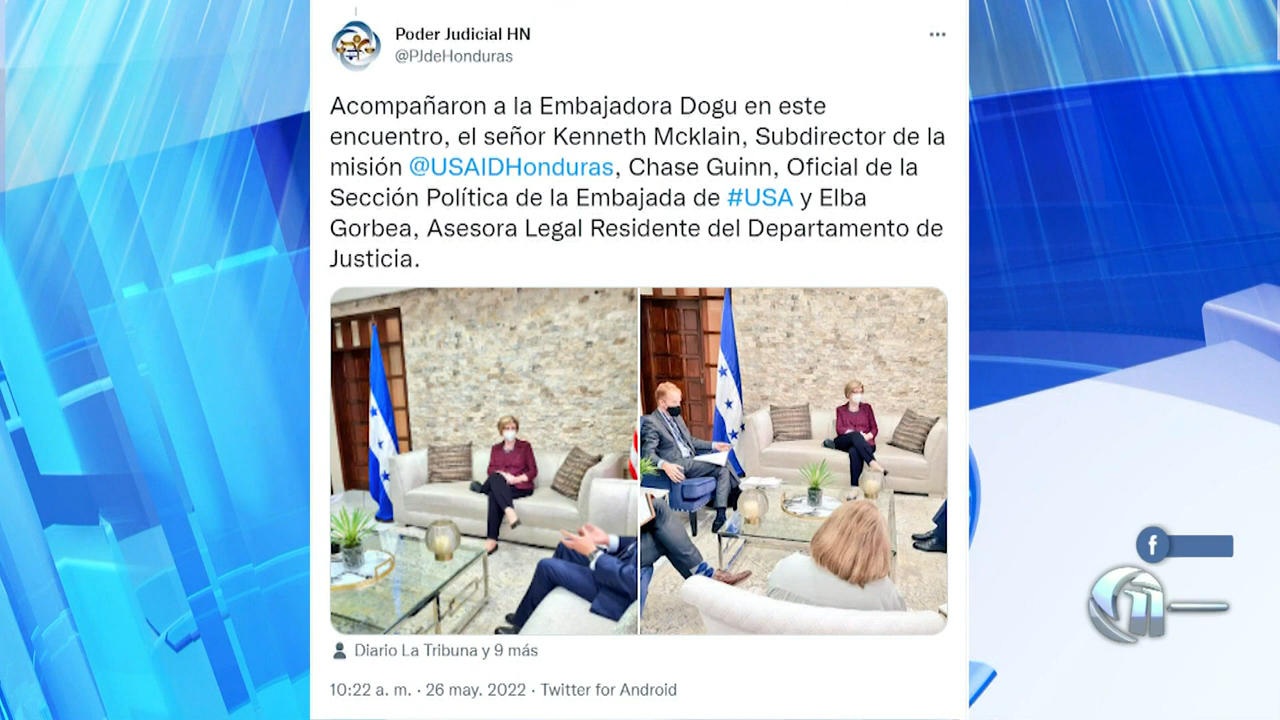 Poder Judicial HN
@PJdeHonduras
Acompañaron a la Embajadora Dogu en este
encuentro, el señor Kenneth Mcklain, Subdirector de la
misión @USAIDHonduras, Chase Guinn, Oficial de la
Sección Política de la Embajada de #USA y Elba
Gorbea, Asesora Legal Residente del Departamento de
Justicia.
Diario La Tribuna y 9 más
10:22 a. m. · 26 may. 2022 · Twitter for Android